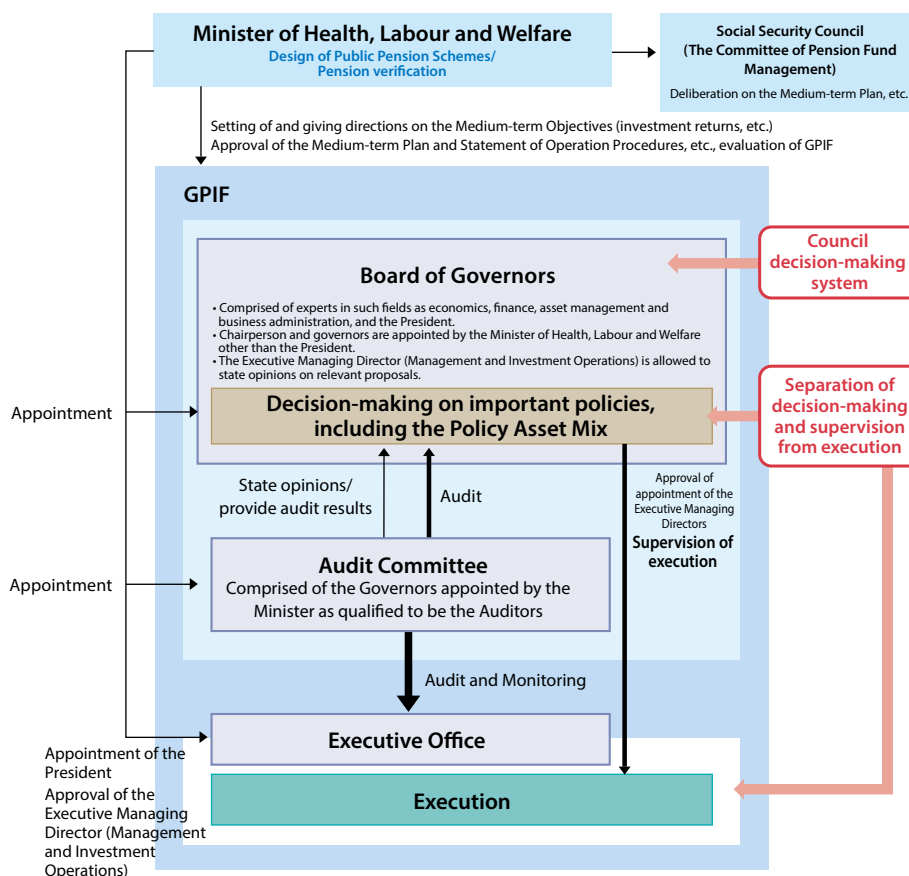 Minister of Health, Labour and Welfare
Design of Public Pension Schemes/
Pension verification
Social Security Council
(The Committee of Pension Fund
Management)
Deliberation on the Medium-term Plan, etc.
Setting of and giving directions on the Medium-term Objectives (investment returns, etc.)
Approval of the Medium-term Plan and Statement of Operation Procedures, etc., evaluation of GPIF
GPIF
Council
decision-making
system
Board of Governors
• Comprised of experts in such fields as economics, finance, asset management and
business administration, and the President.
• Chairperson and governors are appointed by the Minister of Health, Labour and Welfare
other than the President.
• The Executive Managing Director (Management and Investment Operations) is allowed to
state opinions on relevant proposals.
Appointment
Decision-making on important policies,
including the Policy Asset Mix
Separation of
decision-making
and supervision
from execution
State opinions/
provide audit results
Audit
Approval of
appointment of the
Executive Managing
Directors
Supervision of
execution
Appointment
Audit Committee
Comprised of the Governors appointed by the
Minister as qualified to be the Auditors
Audit and Monitoring
Executive Office
Appointment of the
President
Approval of the
Executive Managing
Director (Management
and Investment
Operations)
Execution